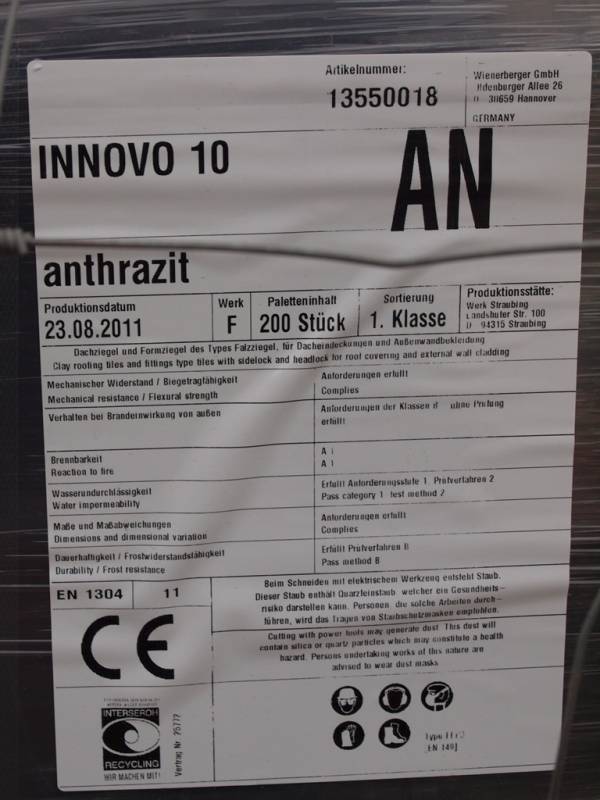 Artikelnummer:
13550018
Wienerberger GmbH
Oldenburger Allee 26
D 30659 Hannover
GERMANY
INNOVO 10
AN
anthrazit
Produktionsdatum
23.08.2011
Werk
F
Paletteninhalt
200 Stück
Sortierung
1. Klasse
Produktionsstätte:
Werk Straubing
Landshuter Str. 100
D 94315 Straubing
Dachziegel und Formziegel des Types Falzziegel, für Dacheindeckungen und Außenwandbekleidung
Clay roofing tiles and fittings type tiles with sidelock and headlock for roof covering and external wall cladding
Mechanischer Widerstand / Biegetragfähigkeit
Mechanical resistance / Flexural strength
Anforderungen erfüllt
Complies
Verhalten bei Brandeinwirkung von außen
Anforderungen der Klassen ohne Prüfung
erfüllt
Brennbarkeit
Reaction to fire
A 1
A 1
Wasserundurchlässigkeit
Water impermeability
Erfüllt Anforderungsstufe 1 Prüfverfahren 2
Pass category 1 test method 2
Maße und Maßabweichungen
Dimensions and dimensional variation
Anforderungen erfüllt
Complies
Dauerhaftigkeit / Frostwiderstandsfähigkeit
Durability / Frost resistance
Erfüllt Prüfverfahren B
Pass method B
EN 1304
11
CE
Beim Schneiden mit elektrischem Werkzeug entsteht Staub.
Dieser Staub enthält Quarzfeinstaub welcher ein Gesundheits-
risiko darstellen kann. Personen die solche Arbeiten durch-
führen, wird das Tragen von Staubschutzmasken empfohlen.
Cutting with power tools may generate dust This dust will
contain silica or quartz particles which may constitute a health
hazard. Persons undertaking works of this nature are
advised to wear dust masks
INTERSEROH
RECYCLING
WIR MACHEN MIT!
Vertrag Nr 25777
EN 149]